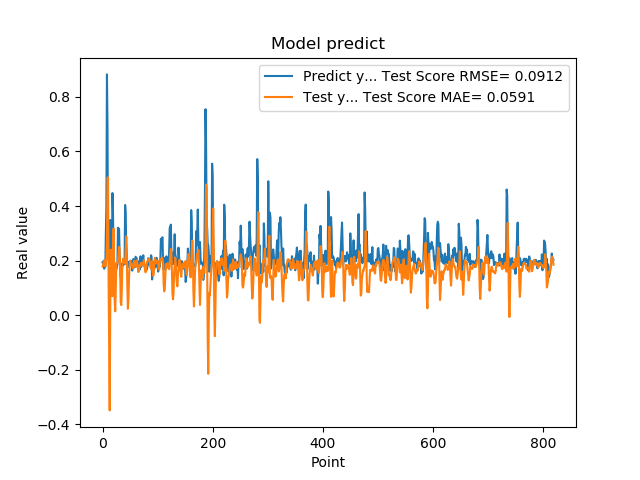 Model predict
Predict y... Test Score RMSE= 0.0912
Test y... Test Score MAE= 0.0591
Real value
0.8
0.6
0.4
0.2
0.0
−0.2
−0.4
0 200 400 600 800
Point